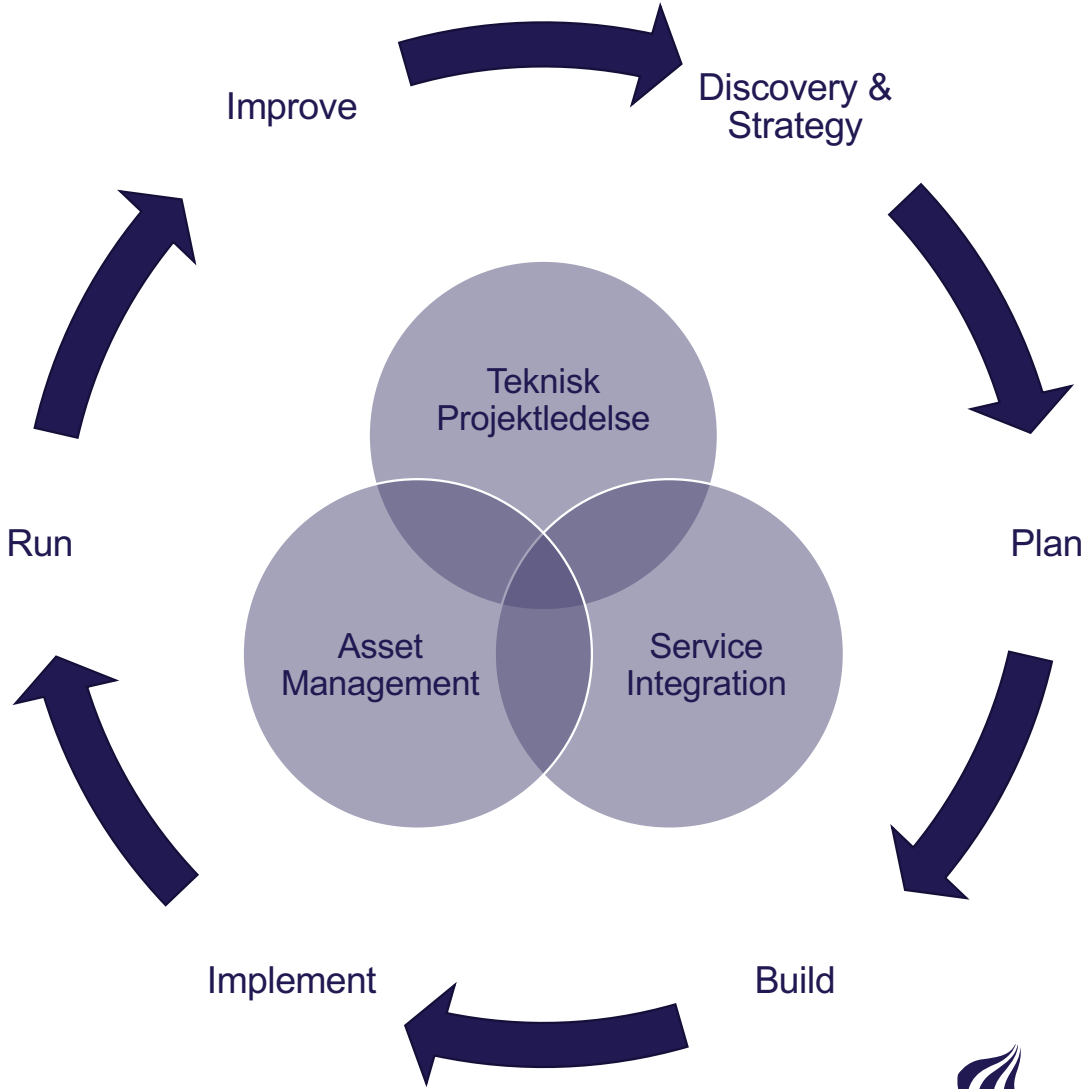 Improve
Discovery &
Strategy
Teknisk
Projektledelse
Run
Plan
Asset
Management
Service
Integration
Implement
Build